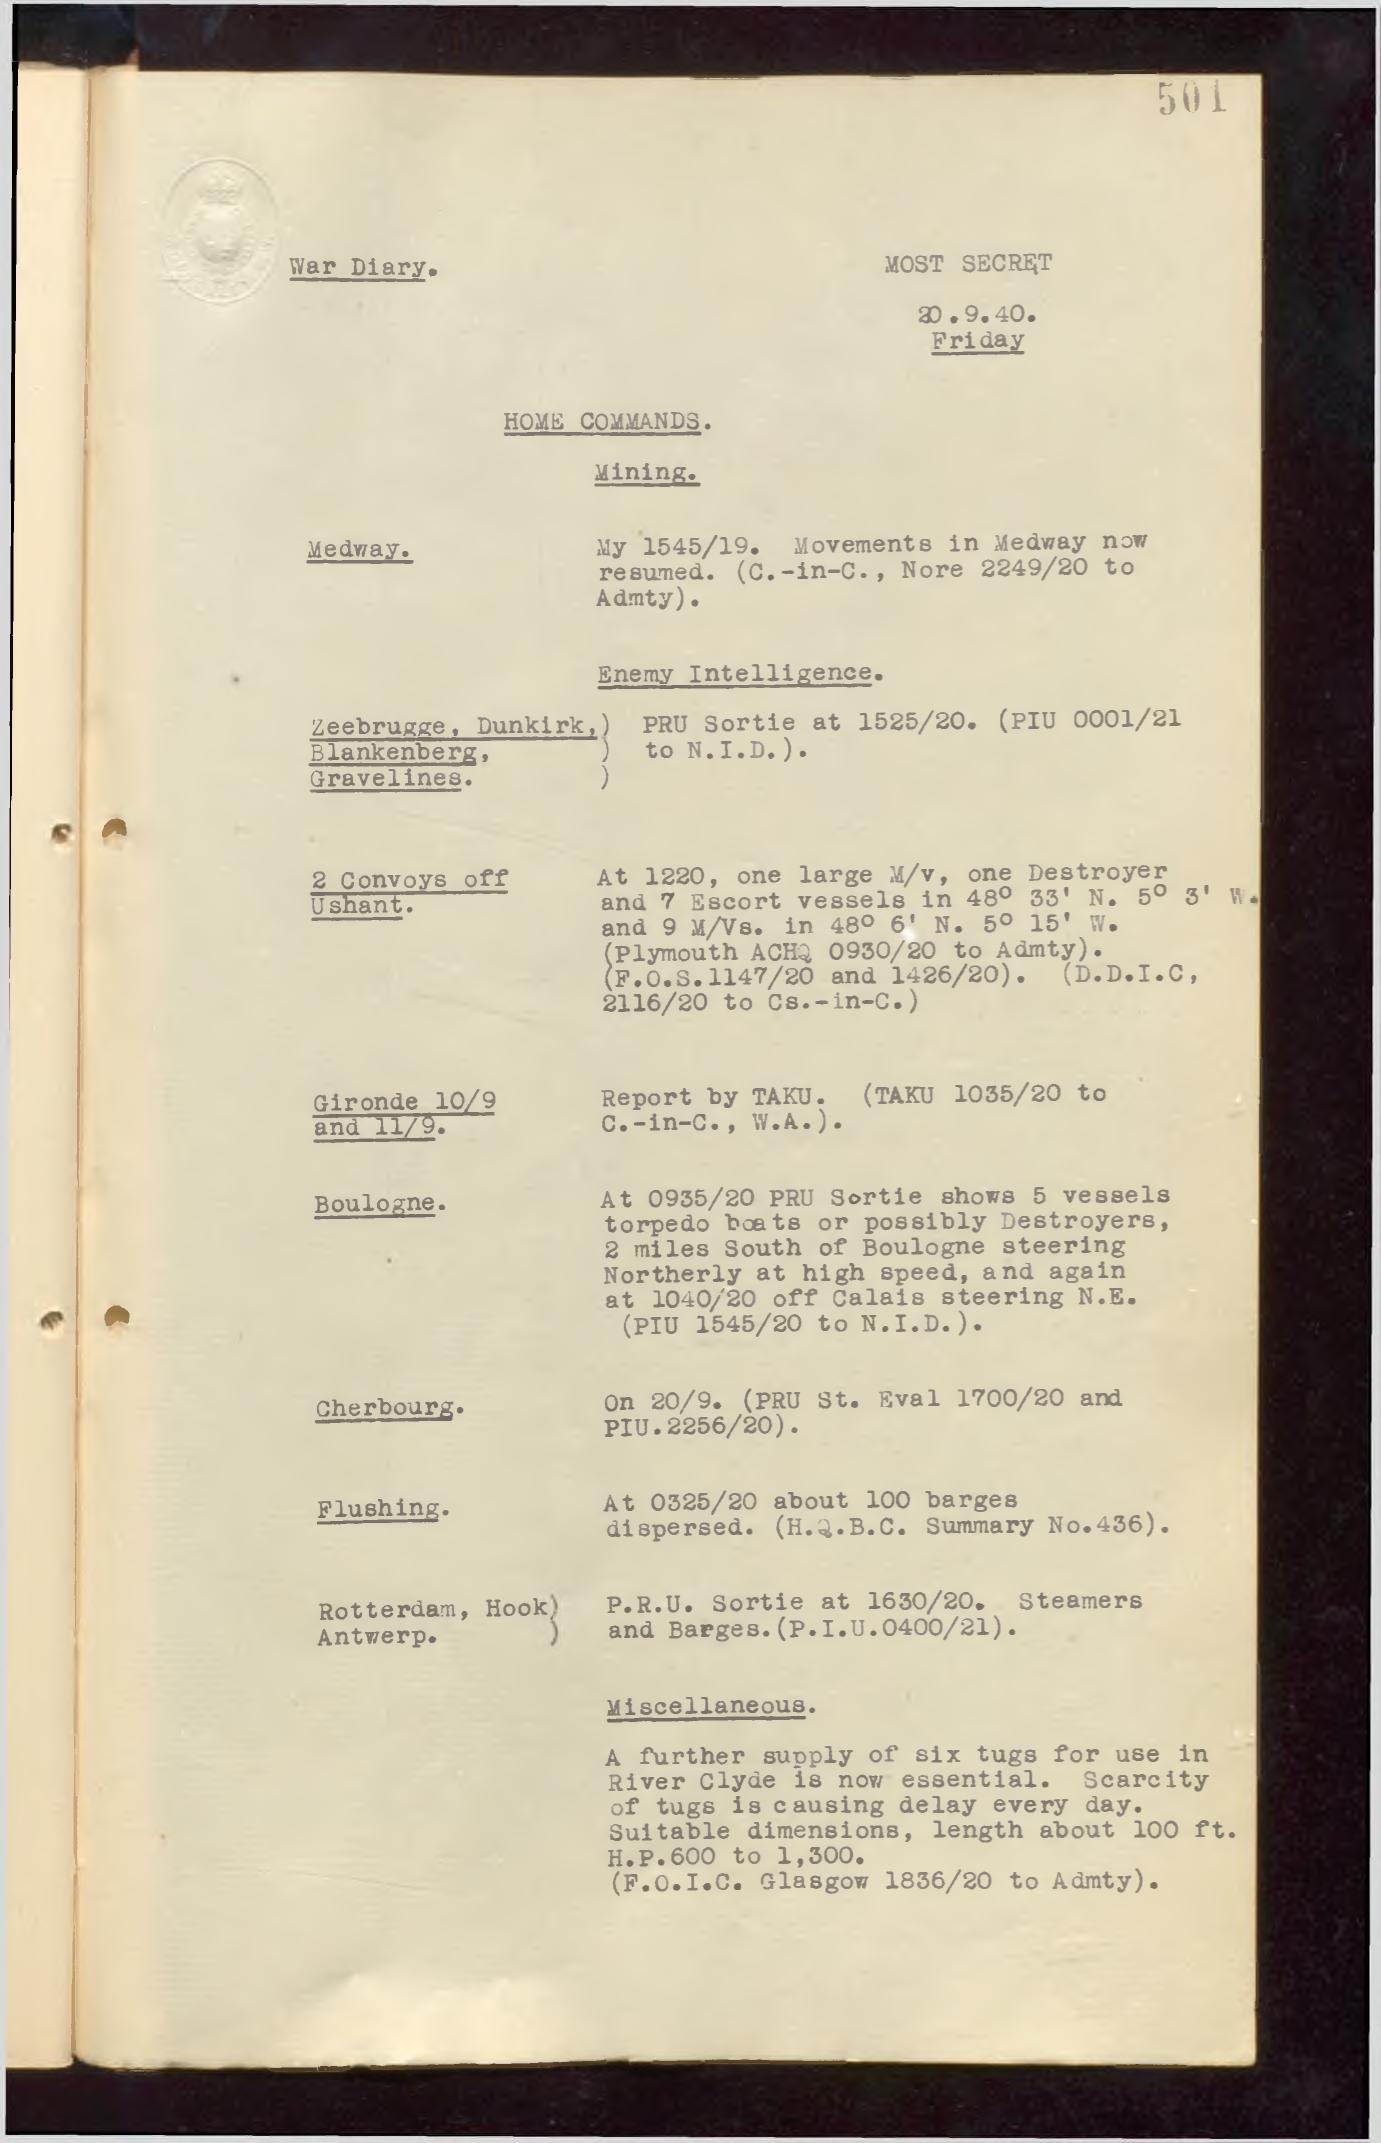 501
War Diary.
MOST SECRET
20.9.40.
Friday
HOME COMMANDS.
Mining.
Medway.
My 1545/19. Movements in Medway now
resumed. (C.-in-C., Nore 2249/20 to
Admty).
Enemy Intelligence.
Zeebrugge, Dunkirk,) PRU Sortie at 1525/20. (PIU 0001/21
Blankenberg, ) to N.I.D.).
Gravelines. )
2 Convoys off
Ushant.
At 1220, one large M/v, one Destroyer
and 7 Escort vessels in 48° 33' N. 5° 3' W.
and 9 M/Vs. in 48° 6' N. 5° 15' W.
(Plymouth ACHQ 0930/20 to Admty).
(F.O.S.1147/20 and 1426/20). (D.D.I.C,
2116/20 to Cs.-in-C.)
Gironde 10/9
and 11/9.
Report by TAKU. (TAKU 1035/20 to
C.-in-C., W.A.).
Boulogne.
At 0935/20 PRU Sortie shows 5 vessels
torpedo boats or possibly Destroyers,
2 miles South of Boulogne steering
Northerly at high speed, and again
at 1040/20 off Calais steering N.E.
(PIU 1545/20 to N.I.D.).
Cherbourg.
On 20/9. (PRU St. Eval 1700/20 and
PIU.2256/20).
Flushing.
At 0325/20 about 100 barges
dispersed. (H.Q.B.C. Summary No.436).
Rotterdam, Hook) P.R.U. Sortie at 1630/20. Steamers
Antwerp. ) and Barges.(P.I.U.0400/21).
Miscellaneous.
A further supply of six tugs for use in
River Clyde is now essential. Scarcity
of tugs is causing delay every day.
Suitable dimensions, length about 100 ft.
H.P.600 to 1,300.
(F.O.I.C. Glasgow 1836/20 to Admty).